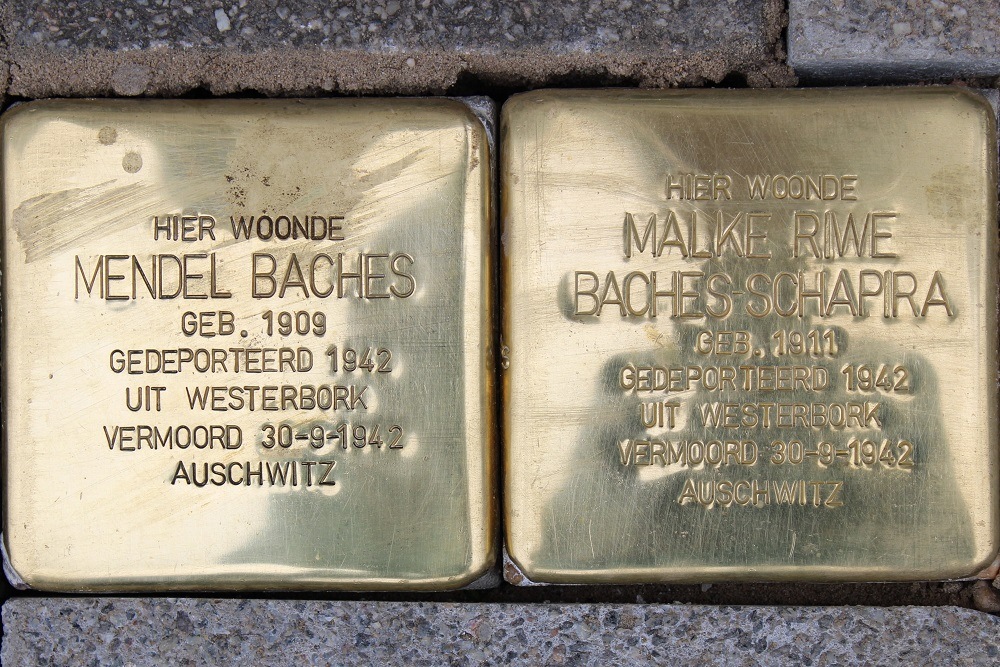 HIER WOONDE
MENDEL BACHES
GEB. 1909
GEDEPORTEERD 1942
UIT WESTERBORK
VERMOORD 30-9-1942
AUSCHWITZ
HIER WOONDE
MALKE RIWE
BACHES-SCHAPIRA
GEB. 1911
GEDEPORTEERD 1942
UIT WESTERBORK
VERMOORD 30-9-1942
AUSCHWITZ